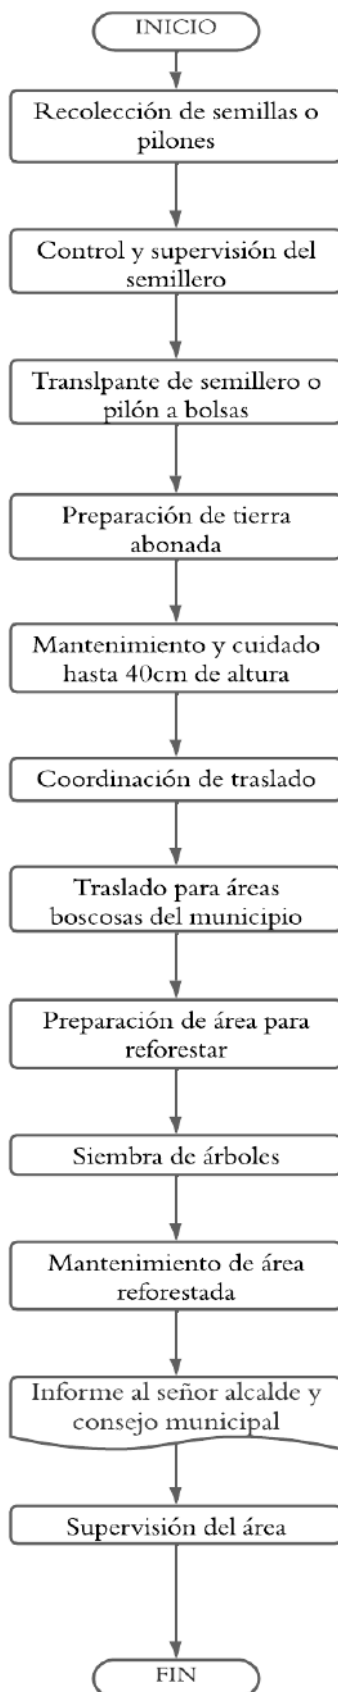 INICIO
Recolección de semillas o
pilones
Control y supervisión del
semillero
Translpante de semillero o
pilón a bolsas
Preparación de tierra
abonada
Mantenimiento y cuidado
hasta 40cm de altura
Coordinación de traslado
Traslado para áreas
boscosas del municipio
Preparación de área para
reforestar
Siembra de árboles
Mantenimiento de área
reforestada
Informe al señor alcalde y
consejo municipal
Supervisión del área
FIN